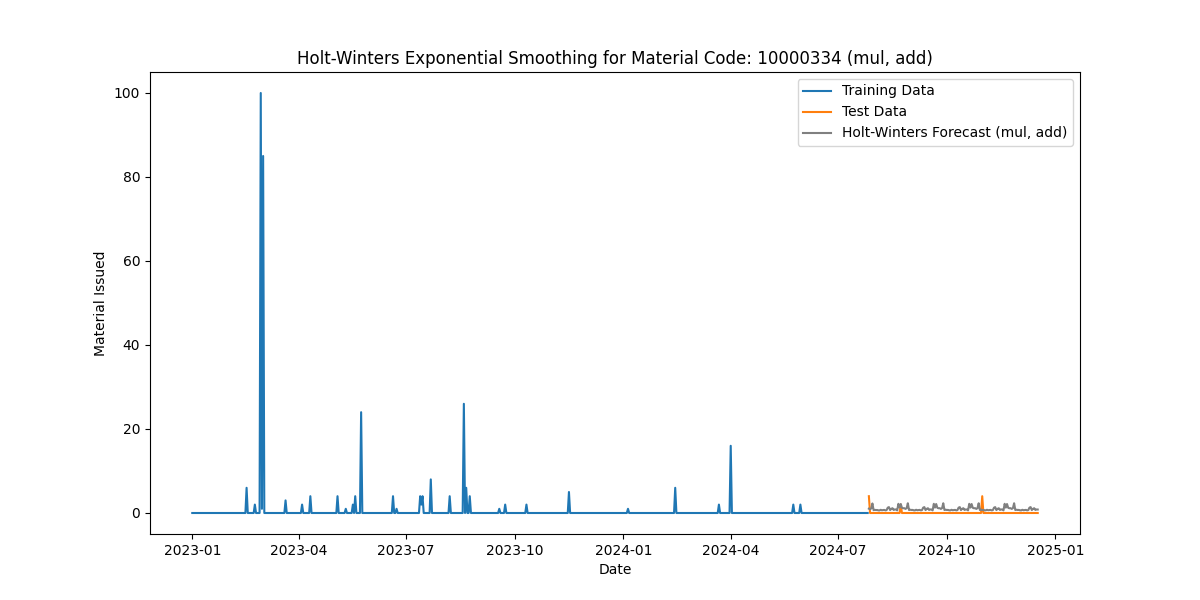 Holt-Winters Exponential Smoothing for Material Code: 10000334 (mul, add)
Training Data
Test Data
Holt-Winters Forecast (mul, add)
Material Issued
100
80
60
40
20
0
2023-01
2023-04
2023-07
2023-10
2024-01
2024-04
2024-07
2024-10
2025-01
Date